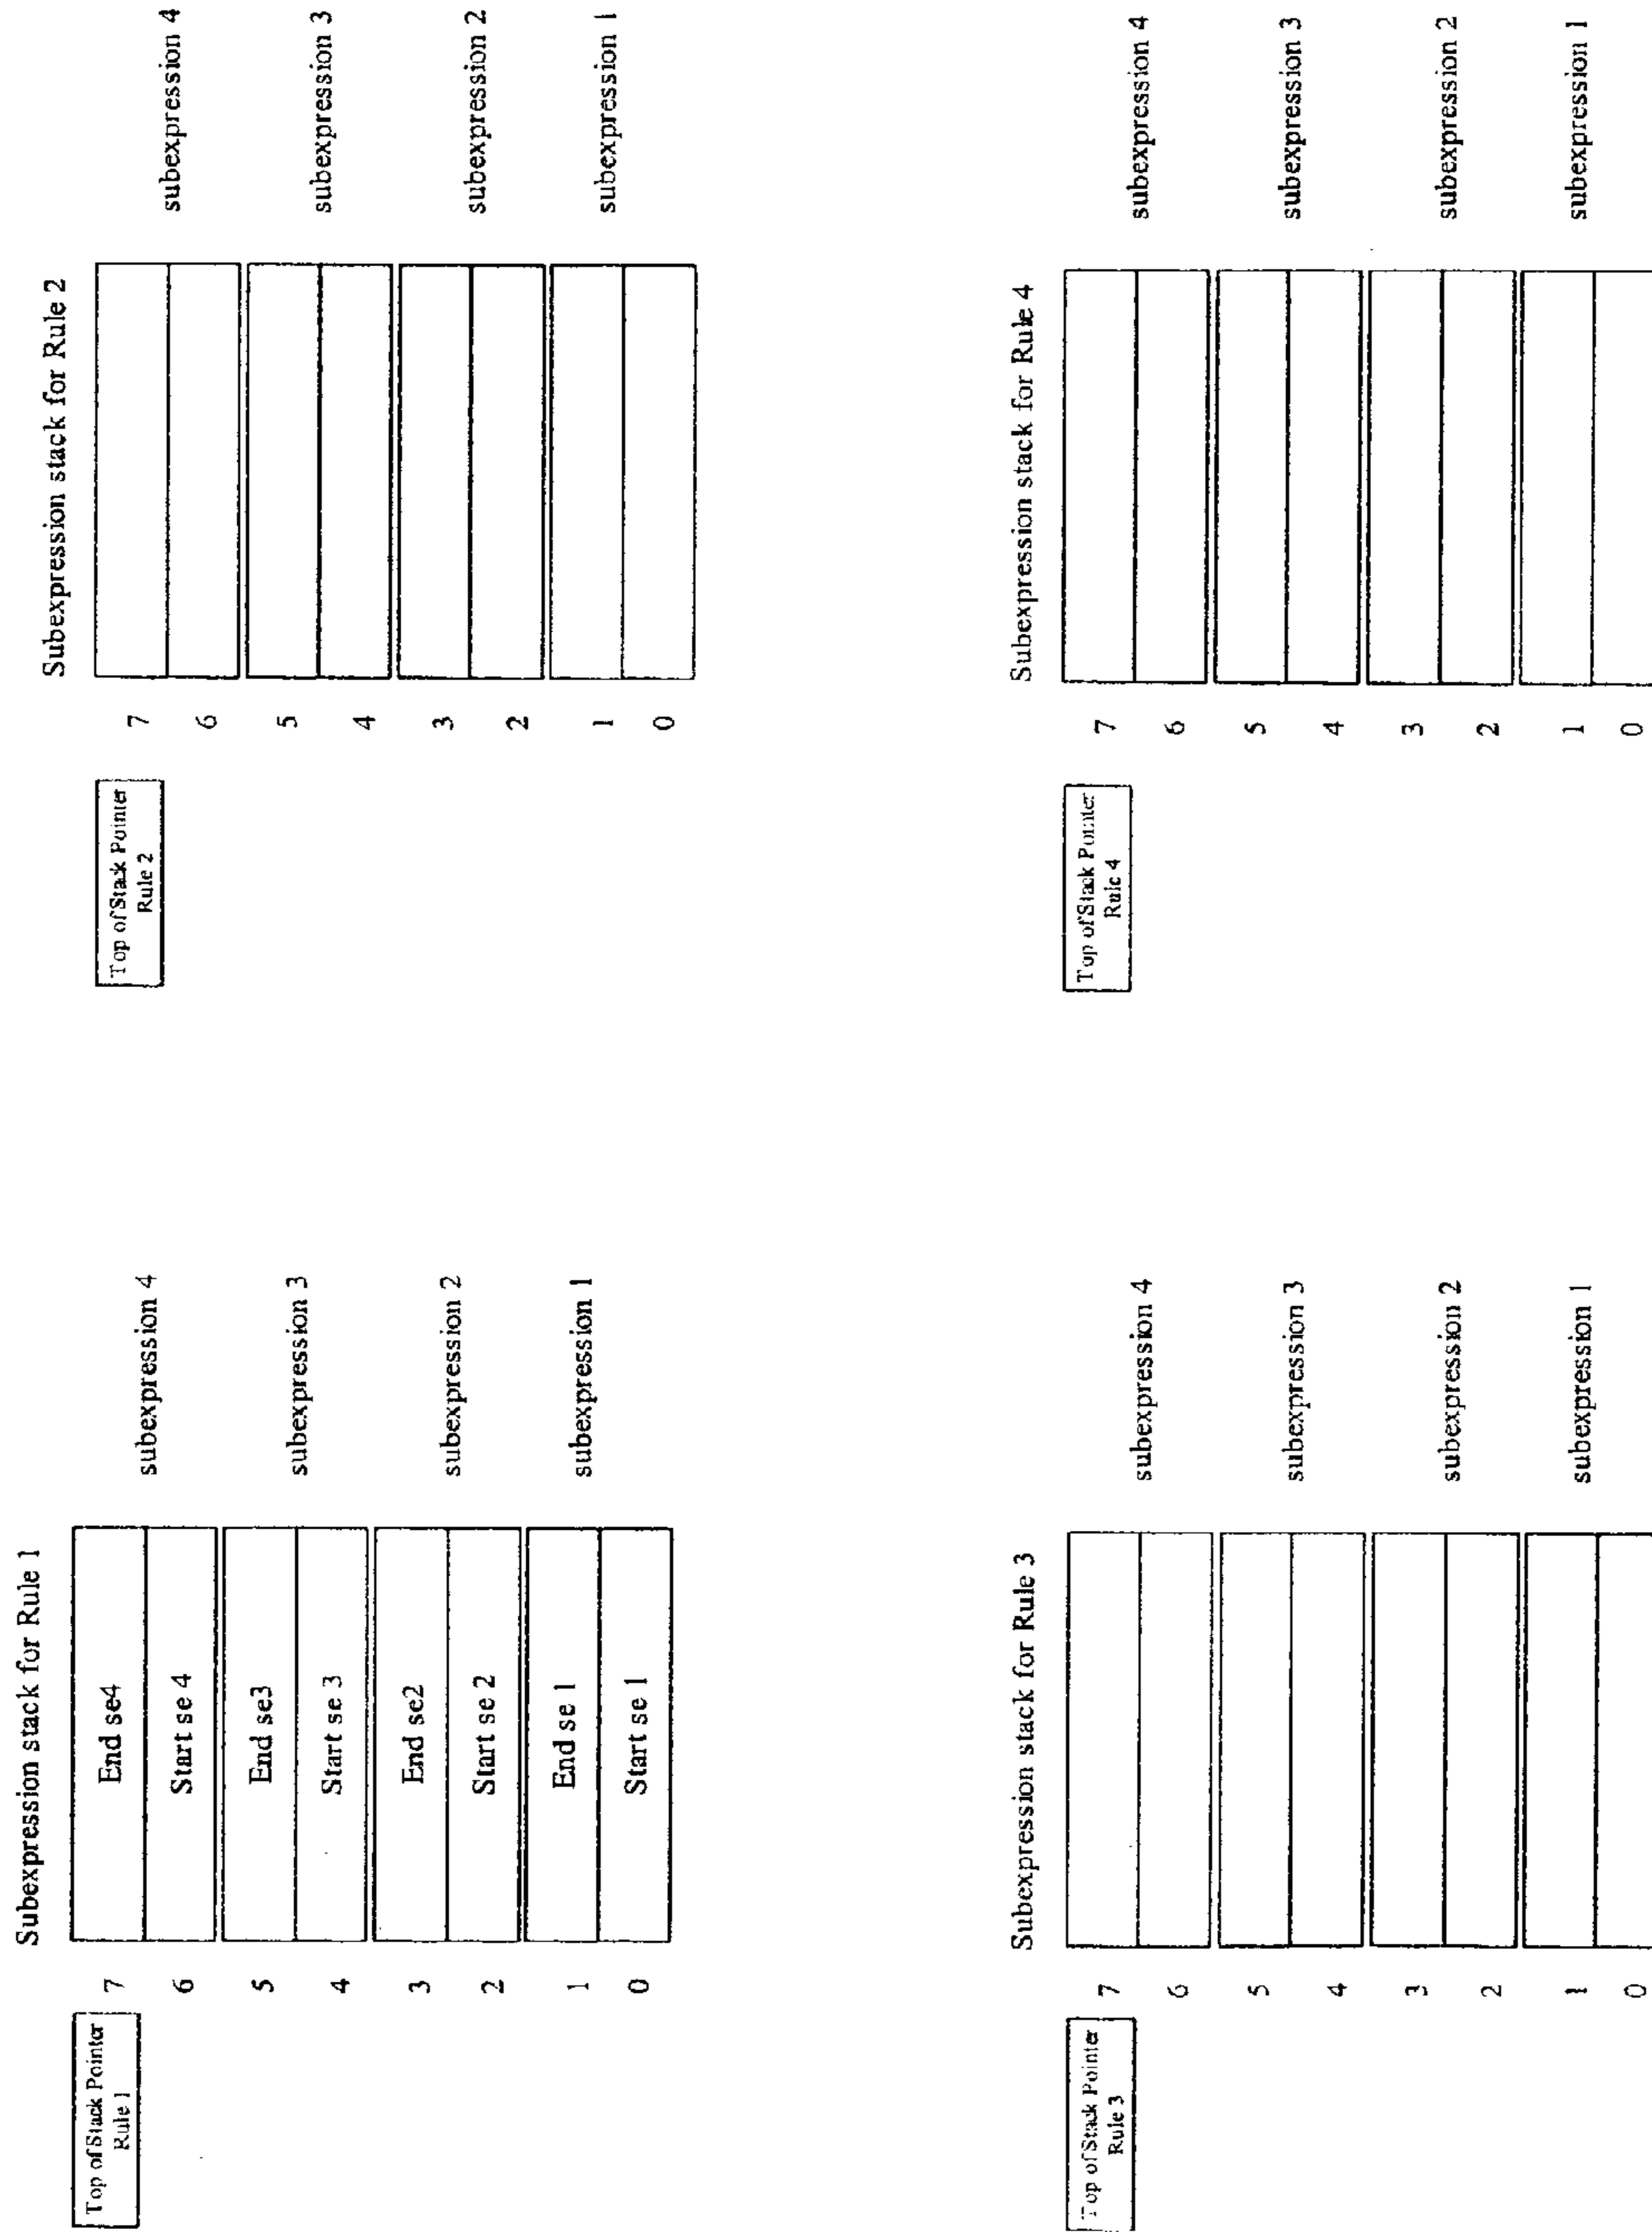 Subexpression stack for Rule 1
Top of Stack Pointer
Rule 1
7
End se4
6
Start se 4
subexpression 4
5
End se3
4
Start se 3
subexpression 3
3
End se2
2
Start se 2
subexpression 2
1
End se 1
0
Start se 1
subexpression 1
Subexpression stack for Rule 2
Top of Stack Pointer
Rule 2
7
6
subexpression 4
5
4
subexpression 3
3
2
subexpression 2
1
0
subexpression 1
Subexpression stack for Rule 3
Top of Stack Pointer
Rule 3
7
6
subexpression 4
5
4
subexpression 3
3
2
subexpression 2
1
0
subexpression 1
Subexpression stack for Rule 4
Top of Stack Pointer
Rule 4
7
6
subexpression 4
5
4
subexpression 3
3
2
subexpression 2
1
0
subexpression 1